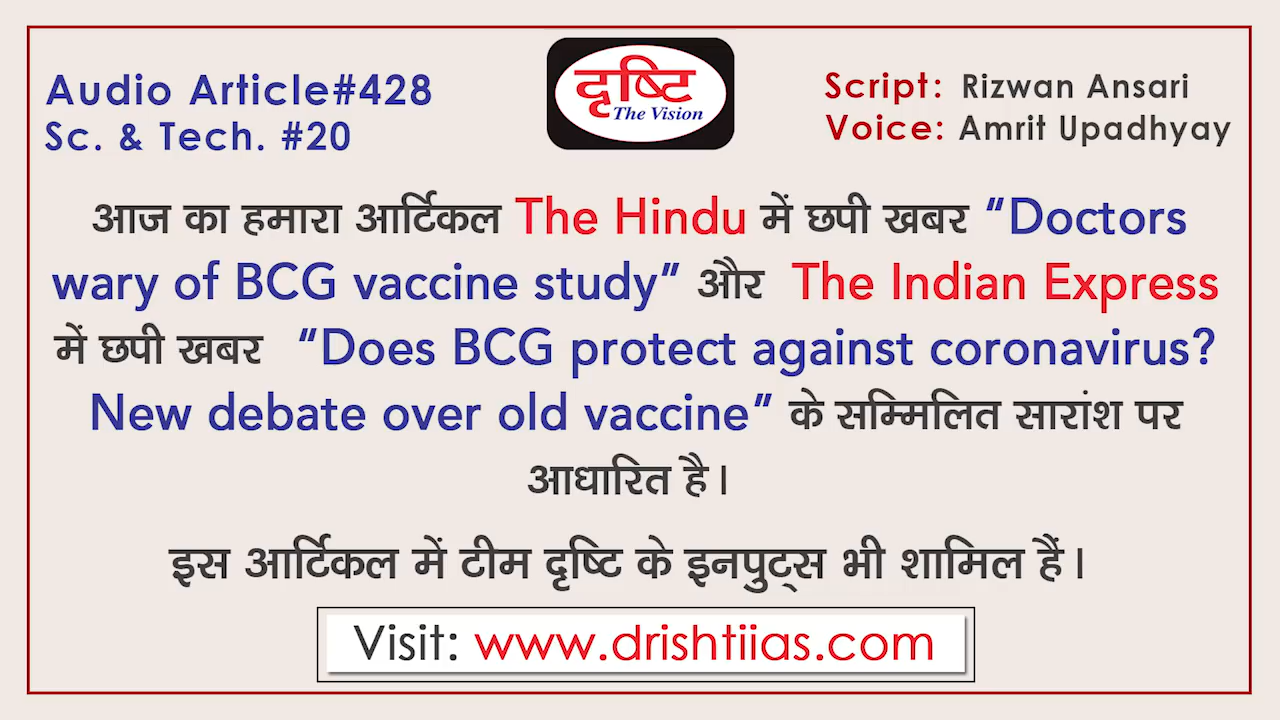 Audio Article#428
Sc. & Tech. #20
दृष्टि
The Vision
Script: Rizwan Ansari
Voice: Amrit Upadhyay
आज का हमारा आर्टिकल The Hindu में छपी खबर “Doctors
wary of BCG vaccine study” और The Indian Express
में छपी खबर “Does BCG protect against coronavirus?
New debate over old vaccine” के सम्मिलित सारांश पर
आधारित है।
इस आर्टिकल में टीम दृष्टि के इनपुट्स भी शामिल हैं।
Visit: www.drishtiias.com